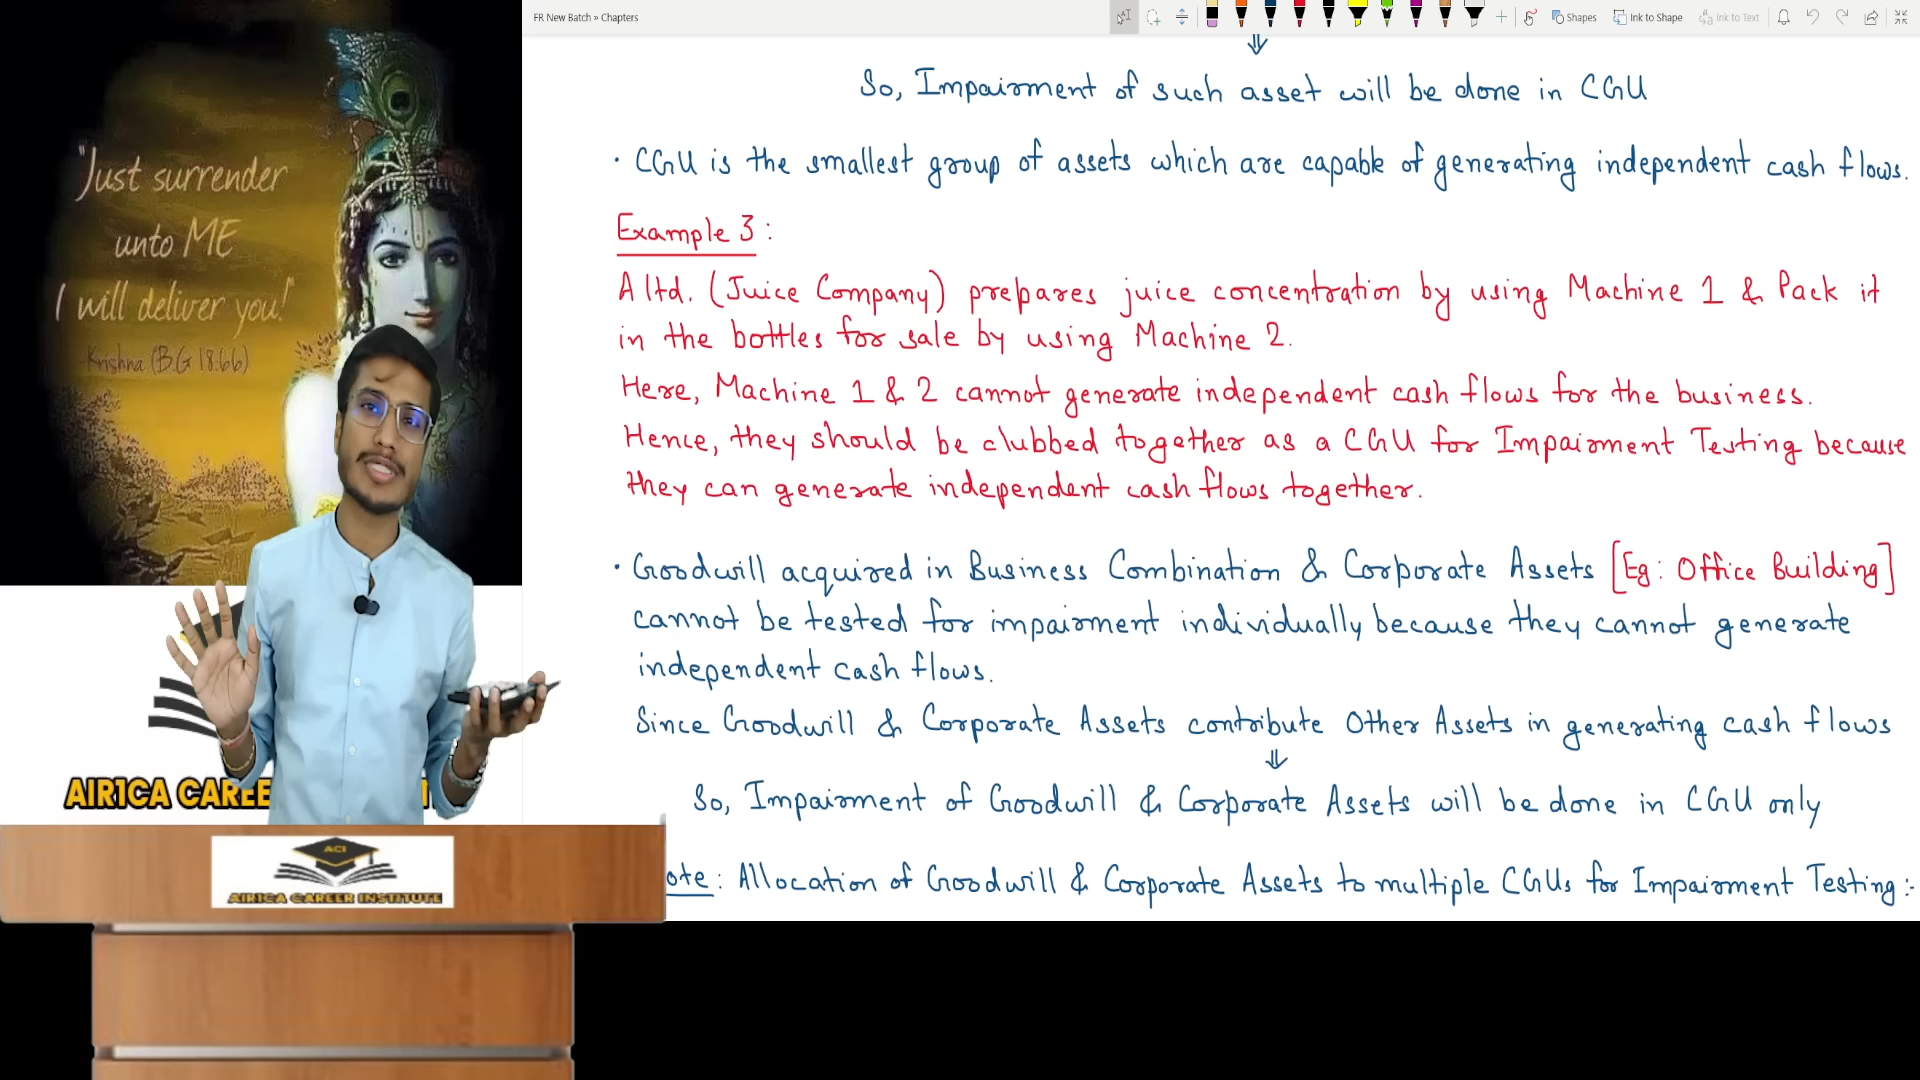 FR New Batch » Chapters
Shapes
Ink to Shape
Ink to Text
"Just surrender
unto ME
I will deliver you!"
Krishna (B.G 18.66)
AIR1CA CAREE
ACI
AIR1CA CAREER INSTITUTE
So, Impairment of such asset will be done in CGU
· CGU is the smallest group of assets which are capable of generating independent cash flows.
Example 3 :
A ltd. (Juice Company) prepares juice concentration by using Machine 1 & Pack it
in the bottles for sale by using Machine 2.
Here, Machine 1 & 2 cannot generate independent cash flows for the business.
Hence, they should be clubbed together as a CGU for Impairment Testing because
they can generate independent cash flows together.
· Goodwill acquired in Business Combination & Corporate Assets [Eg: Office Building]
cannot be tested for impairment individually because they cannot generate
independent cash flows.
Since Goodwill & Corporate Assets contribute Other Assets in generating cash flows
So, Impairment of Goodwill & Corporate Assets will be done in CGU only
ote : Allocation of Goodwill & Corporate Assets to multiple CGUs for Impairment Testing :-